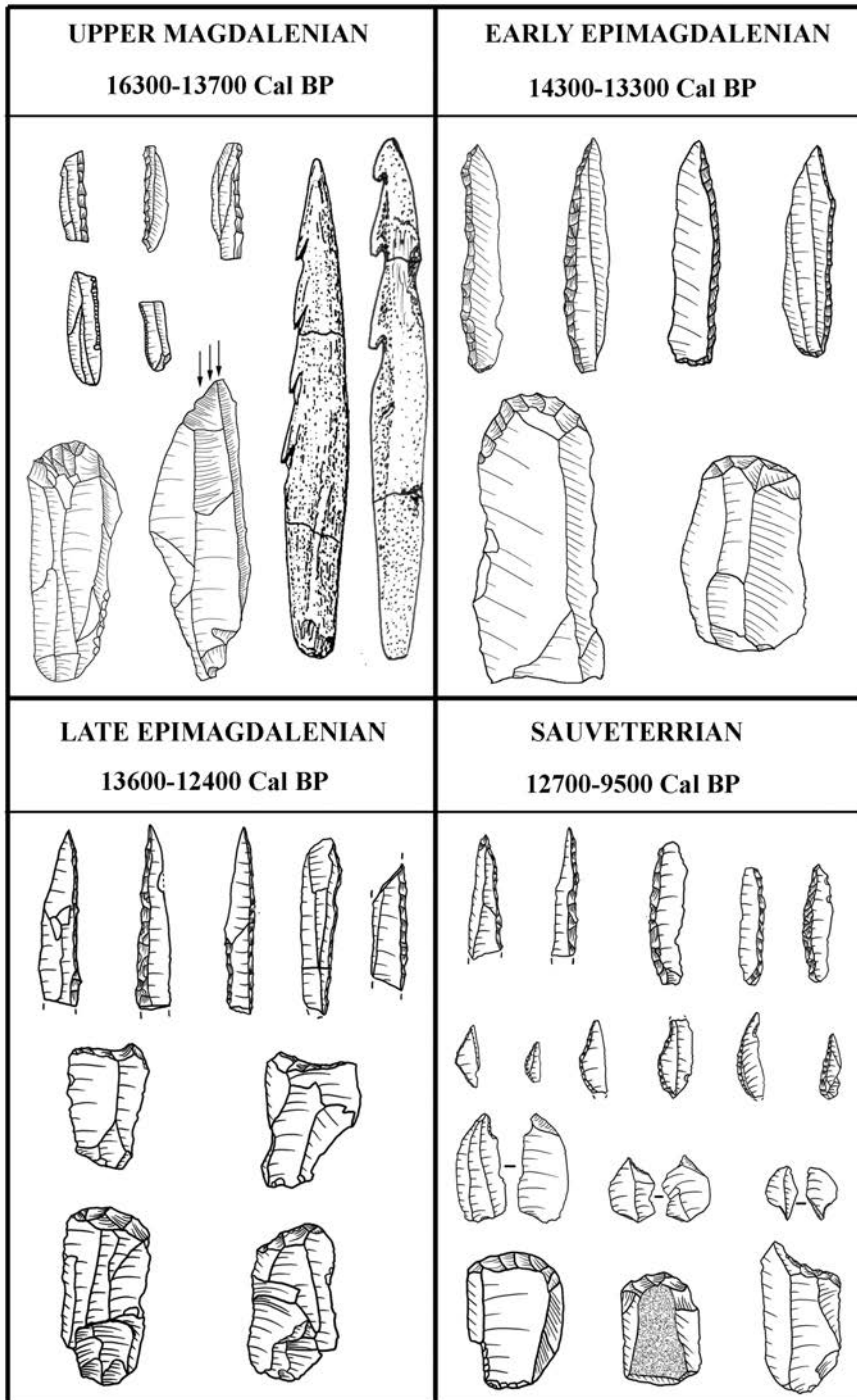 UPPER MAGDALENIAN
16300-13700 Cal BP
EARLY EPIMAGDALENIAN
14300-13300 Cal BP
LATE EPIMAGDALENIAN
13600-12400 Cal BP
SAUVETERRIAN
12700-9500 Cal BP